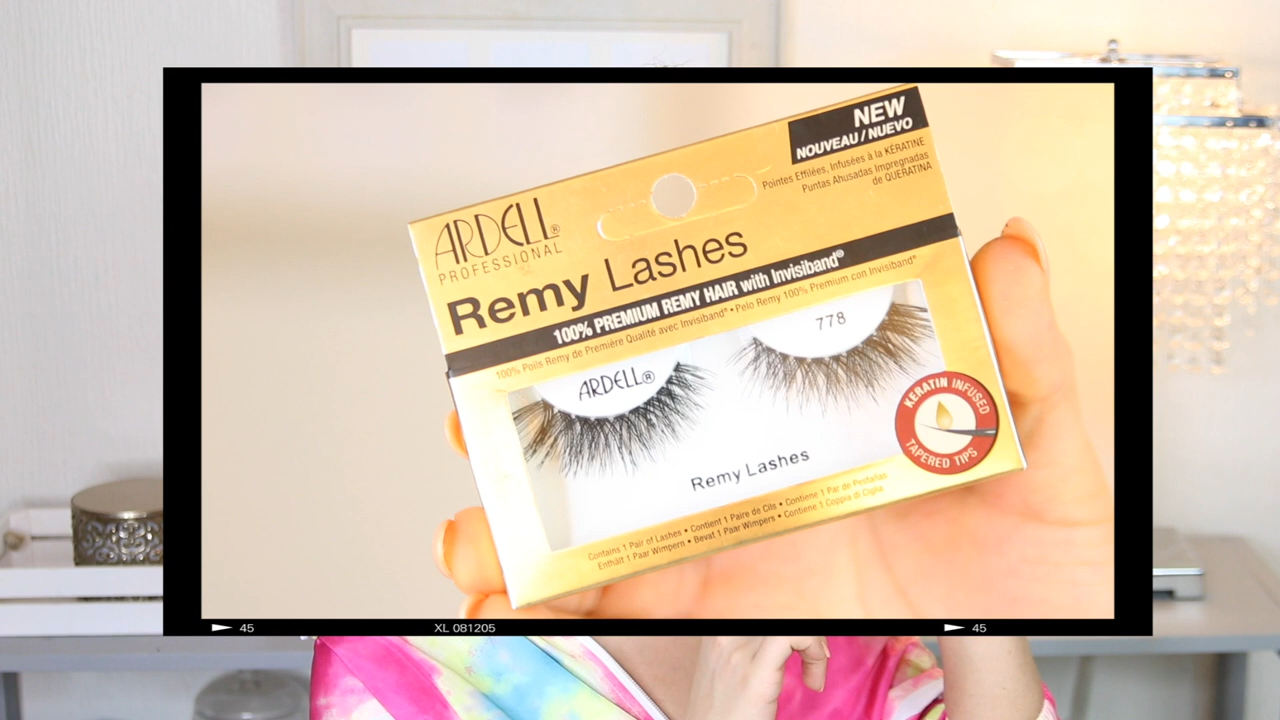 NEW
NOUVEAU / NUEVO
Pointes Effilées, Infusées à la KÉRATINE
Puntas Ahusadas Impregnadas
de QUERATINA
ARDELL®
PROFESSIONAL
Remy Lashes
100% PREMIUM REMY HAIR with Invisiband®
100% Poils Remy de Première Qualité avec Invisiband® • Pelo Remy 100% Premium con Invisiband®
778
ARDELL®
KERATIN INFUSED
TAPERED TIPS
Remy Lashes
Contains 1 Pair of Lashes • Contient 1 Paire de Cils • Contiene 1 Par de Pestañas
Enthält 1 Paar Wimpern • Bevat 1 Paar Wimpers • Contiene 1 Coppia di Ciglia
45
XL 081205
45